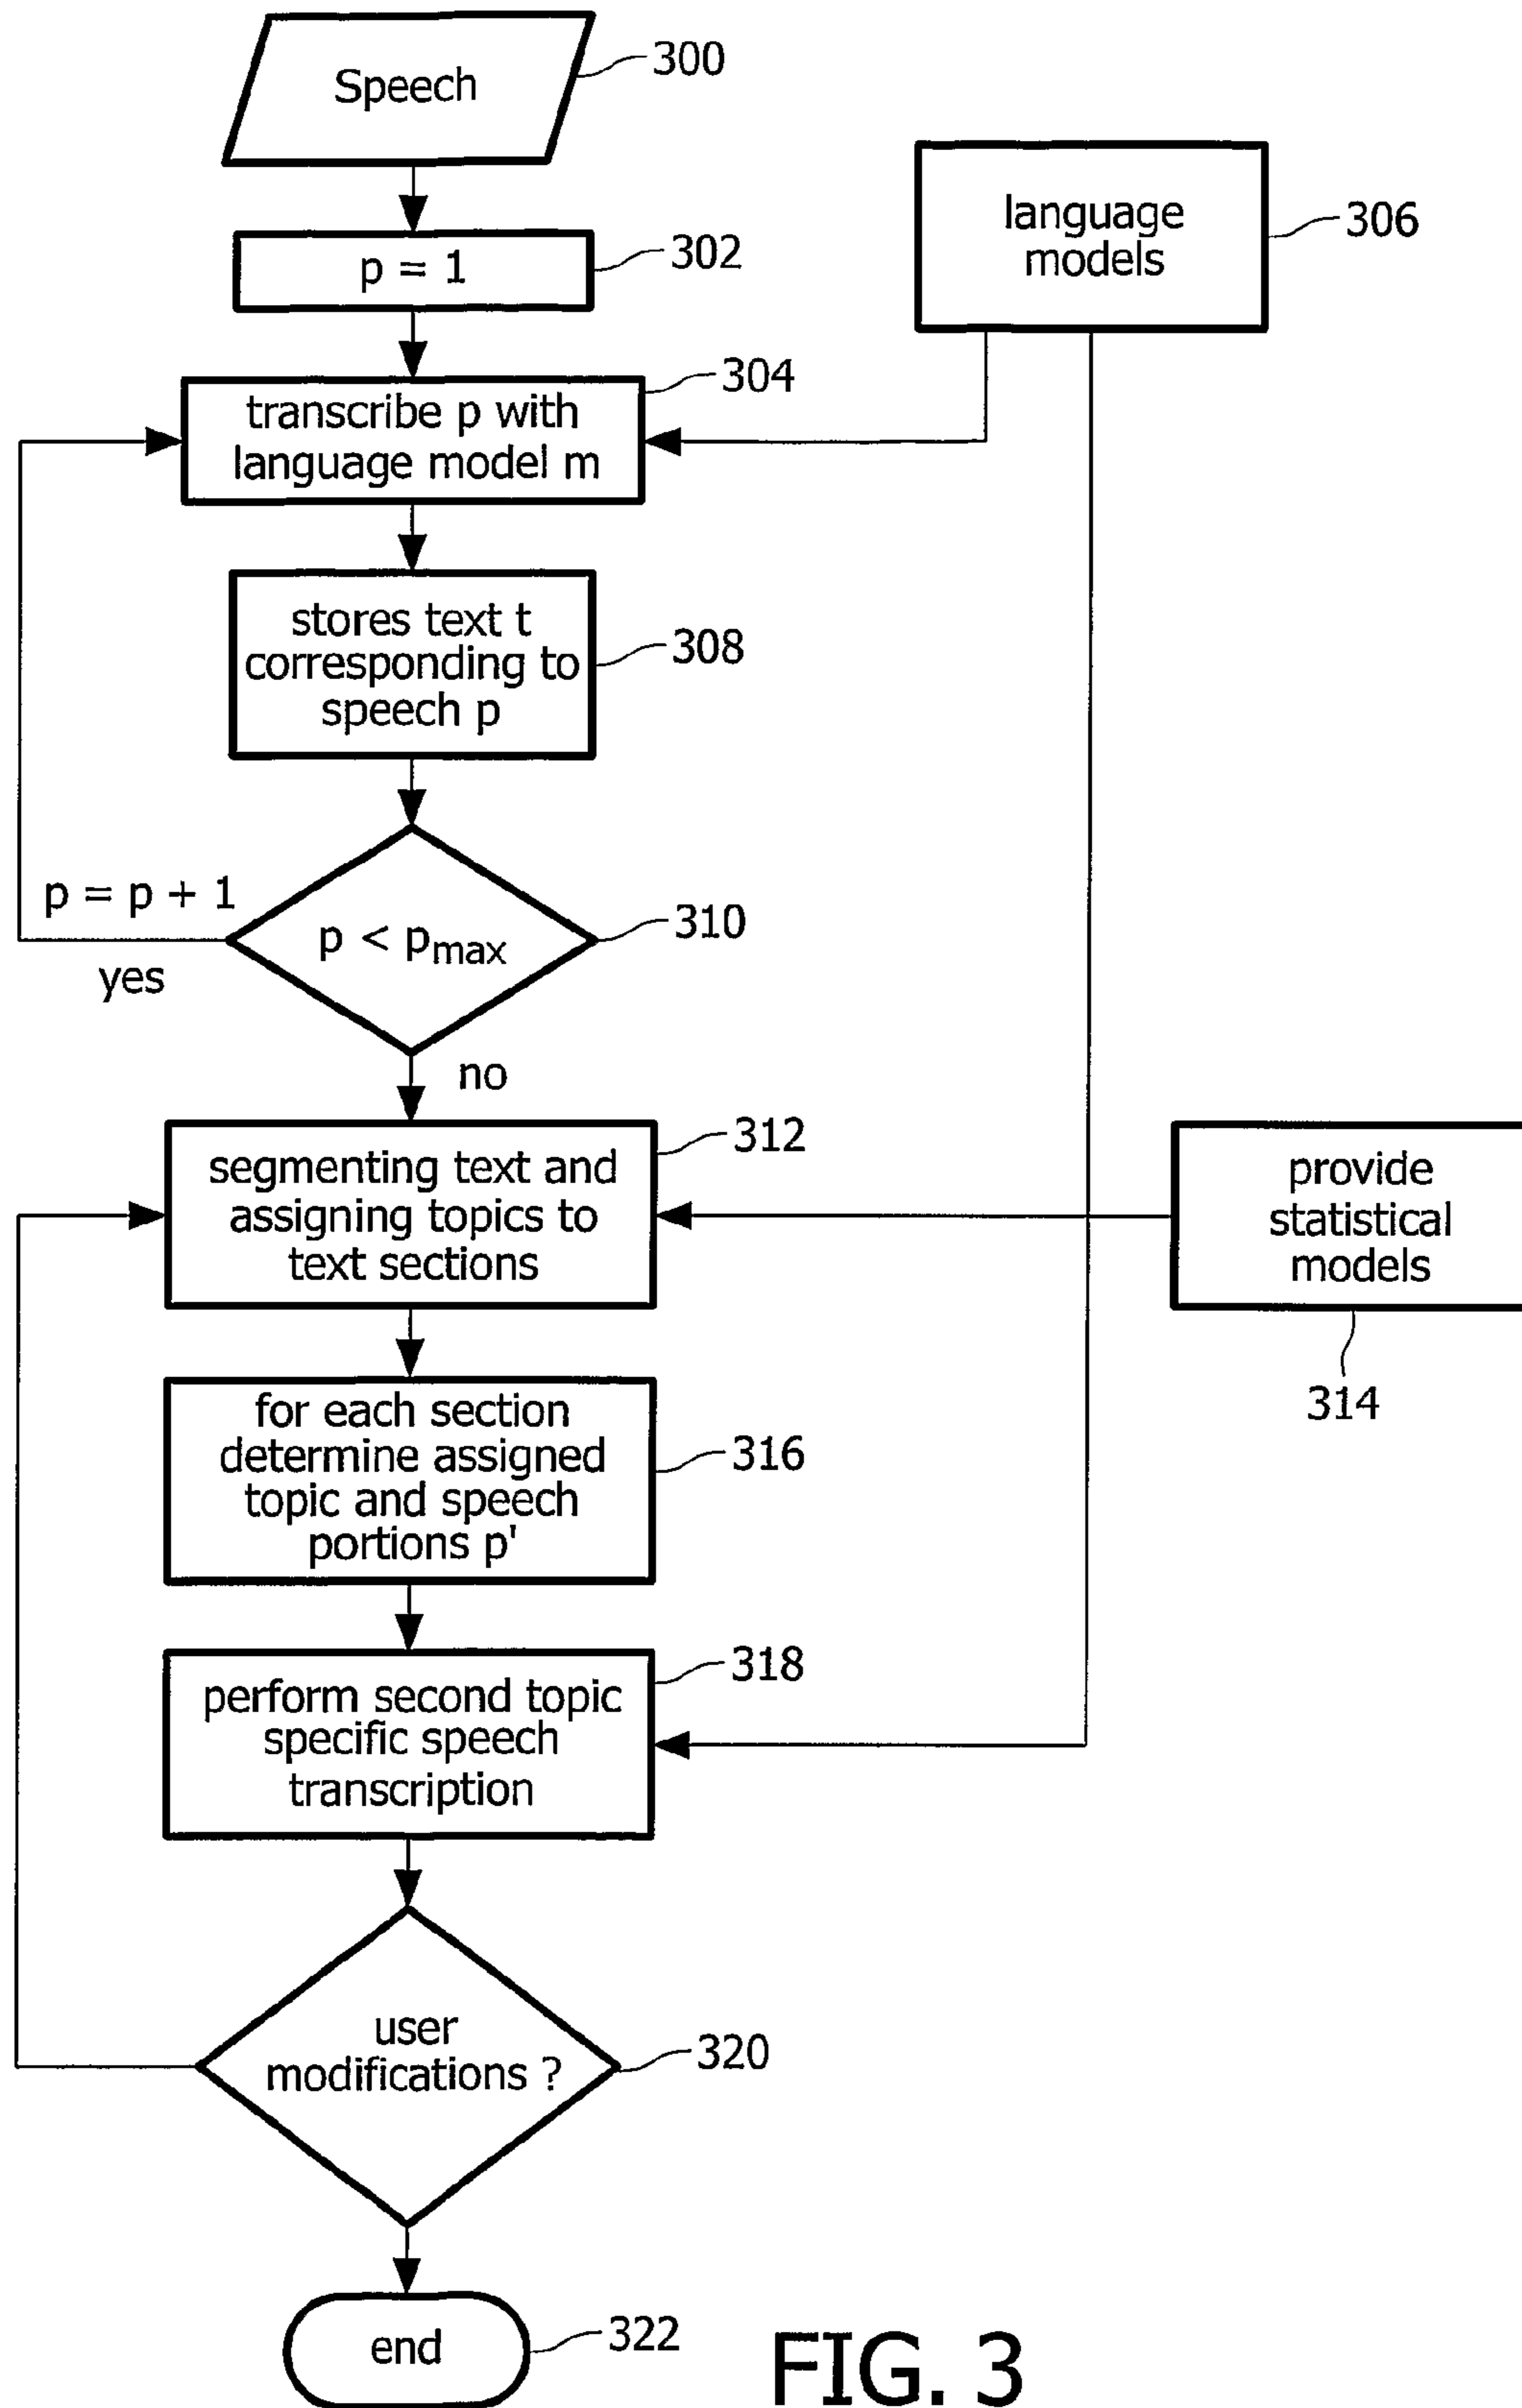 Speech
300
p = 1
302
language
models
306
transcribe p with
language model m
304
stores text t
corresponding to
speech p
308
p = p + 1
yes
p < pmax
310
no
segmenting text and
assigning topics to
text sections
312
provide
statistical
models
314
for each section
determine assigned
topic and speech
portions p'
316
perform second topic
specific speech
transcription
318
user
modifications ?
320
end
322
FIG. 3